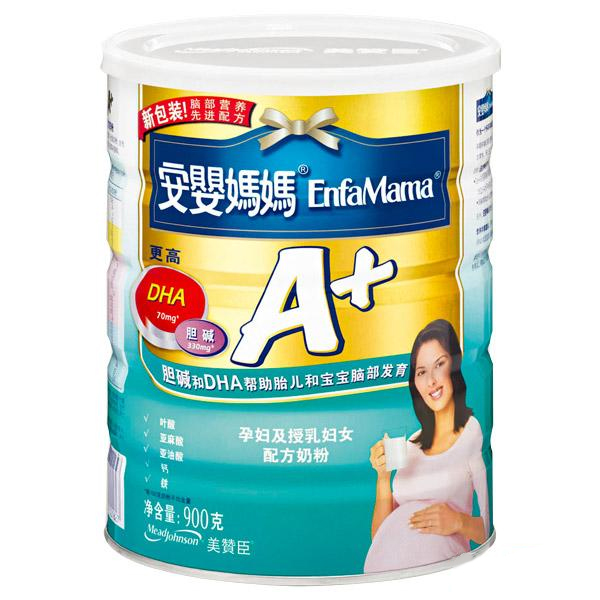 新包装! 脑部营养
先进配方
安嬰媽媽® EnfaMama®
更高
DHA
70mg*
胆碱
330mg*
A+
胆碱和DHA帮助胎儿和宝宝脑部发育
√ 叶酸
√ 亚麻酸
√ 亚油酸
√ 钙
√ 镁
孕妇及授乳妇女
配方奶粉
净含量: 900克
MeadJohnson 美赞臣